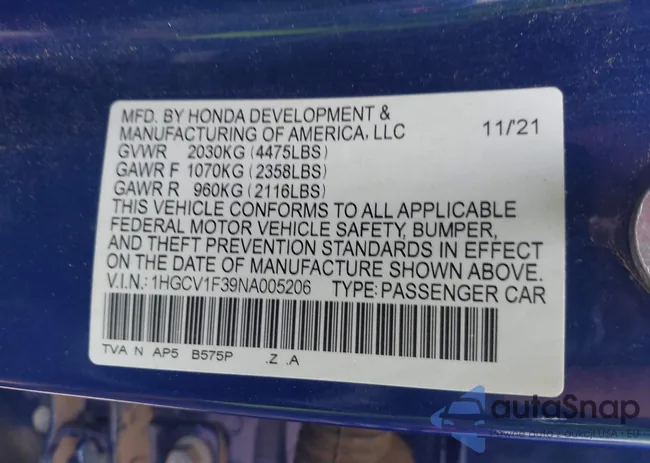 MFD. BY HONDA DEVELOPMENT &
MANUFACTURING OF AMERICA, LLC 11/'21
GVWR 2030KG (4475LBS)
GAWR F 1070KG (2358LBS)
GAWR R 960KG (2116LBS)
THIS VEHICLE CONFORMS TO ALL APPLICABLE
FEDERAL MOTOR VEHICLE SAFETY, BUMPER,
AND THEFT PREVENTION STANDARDS IN EFFECT
ON THE DATE OF MANUFACTURE SHOWN ABOVE.
V.I.N.: 1HGCV1F39NA005206 TYPE: PASSENGER CAR
TVA N AP5 B575P .Z .A
autoSnap